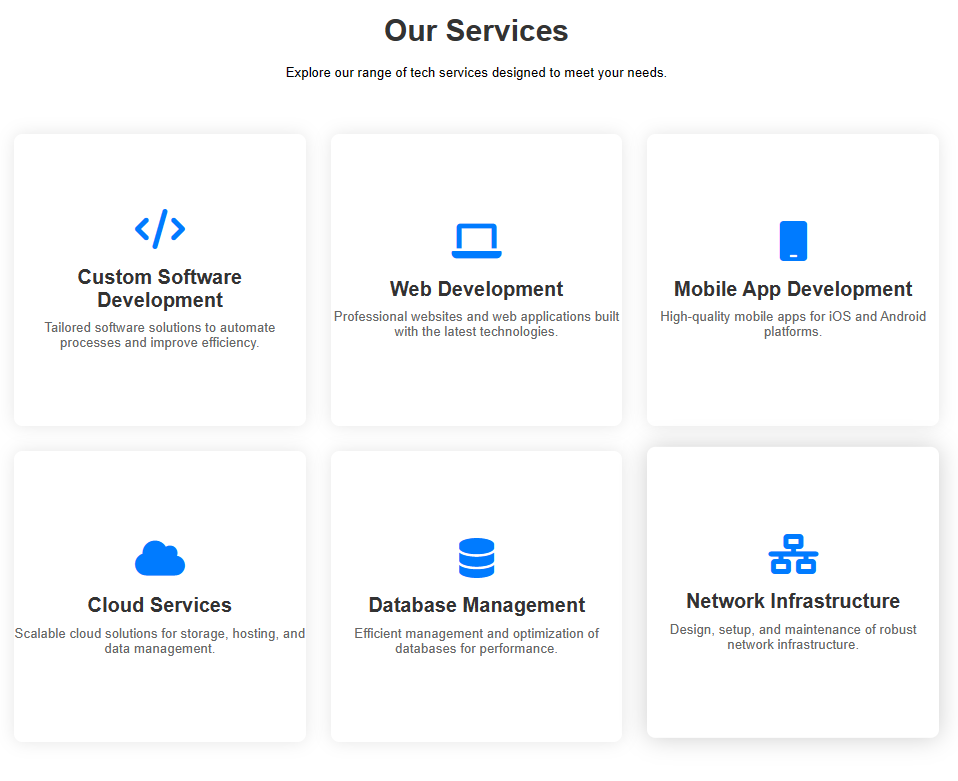 Our Services
Explore our range of tech services designed to meet your needs.
Custom Software
Development
Tailored software solutions to automate
processes and improve efficiency.
Web Development
Professional websites and web applications built
with the latest technologies.
Mobile App Development
High-quality mobile apps for iOS and Android
platforms.
Cloud Services
Scalable cloud solutions for storage, hosting, and
data management.
Database Management
Efficient management and optimization of
databases for performance.
Network Infrastructure
Design, setup, and maintenance of robust
network infrastructure.